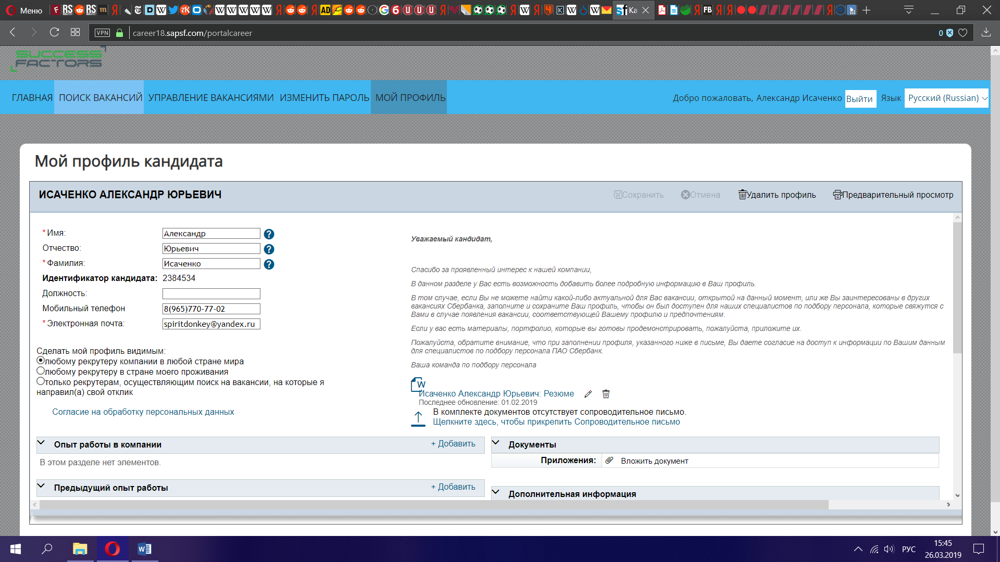 Меню
Ка
VPN
career18.sapsf.com/portalcareer
0
SUCCESS
FACTORS
ГЛАВНАЯ ПОИСК ВАКАНСИЙ УПРАВЛЕНИЕ ВАКАНСИЯМИ ИЗМЕНИТЬ ПАРОЛЬ МОЙ ПРОФИЛЬ
Добро пожаловать, Александр Исаченко Выйти Язык Русский (Russian)
Мой профиль кандидата
ИСАЧЕНКО АЛЕКСАНДР ЮРЬЕВИЧ
Сохранить Отмена Удалить профиль Предварительный просмотр
*Имя: Александр
Отчество: Юрьевич
*Фамилия: Исаченко
Идентификатор кандидата: 2384534
Должность:
Мобильный телефон 8(965)770-77-02
*Электронная почта: spiritdonkey@yandex.ru
Сделать мой профиль видимым:
любому рекрутеру компании в любой стране мира
любому рекрутеру в стране моего проживания
только рекрутерам, осуществляющим поиск на вакансии, на которые я
направил(а) свой отклик
Согласие на обработку персональных данных
Уважаемый кандидат,
Спасибо за проявленный интерес к нашей компании,
В данном разделе у Вас есть возможность добавить более подробную информацию в Ваш профиль.
В том случае, если Вы не можете найти какой-либо актуальной для Вас вакансии, открытой на данный момент, или же Вы заинтересованы в других
вакансиях Сбербанка, заполните и сохраните Ваш профиль, чтобы он был доступен для наших специалистов по подбору персонала, которые свяжутся с
Вами в случае появления вакансии, соответствующей Вашему профилю и предпочтениям.
Если у вас есть материалы, портфолио, которые вы готовы продемонстрировать, пожалуйста, приложите их.
Пожалуйста, обратите внимание, что при заполнении профиля, указанного ниже в письме, Вы даете согласие на доступ к информации по Вашим данным
для специалистов по подбору персонала ПАО Сбербанк.
Ваша команда по подбору персонала
Исаченко Александр Юрьевич: Резюме
Последнее обновление: 01.02.2019
В комплекте документов отсутствует сопроводительное письмо.
Щелкните здесь, чтобы прикрепить Сопроводительное письмо
Опыт работы в компании + Добавить
В этом разделе нет элементов.
Предыдущий опыт работы + Добавить
Документы
Приложения: Вложить документ
Дополнительная информация
РУС
15:45
26.03.2019